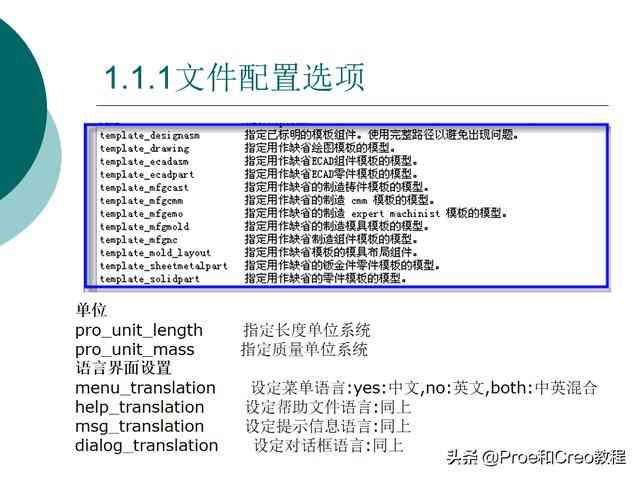 1.1.1文件配置选项
template_designasm 指定已标明的模板组件。使用完整路径以避免出现问题。
template_drawing 指定用作缺省绘图模板的模型。
template_ecadasm 指定用作缺省ECAD组件模板的模型。
template_ecadpart 指定用作缺省ECAD零件模板的模型。
template_mfgcast 指定用作缺省的制造铸件模板的模型。
template_mfgcmm 指定用作缺省的制造 cmm 模板的模型。
template_mfgemo 指定用作缺省的制造 expert machinist 模板的模型。
template_mfgmold 指定用作缺省的制造模具模板的模型。
template_mfgmc 指定用作缺省制造组件模板的模型。
template_mold_layout 指定用作缺省模板的模具布局组件。
template_sheetmetalpart 指定用作缺省的钣金件零件模板的模型。
template_solidpart 指定用作缺省的零件模板的模型。
单位
pro_unit_length 指定长度单位系统
pro_unit_mass 指定质量单位系统
语言界面设置
menu_translation 设定菜单语言:yes:中文,no:英文,both:中英混合
help_translation 设定帮助文件语言:同上
msg_translation 设定提示信息语言:同上
dialog_translation 设定对话框语言:同上
头条 @Proe和Creo教程